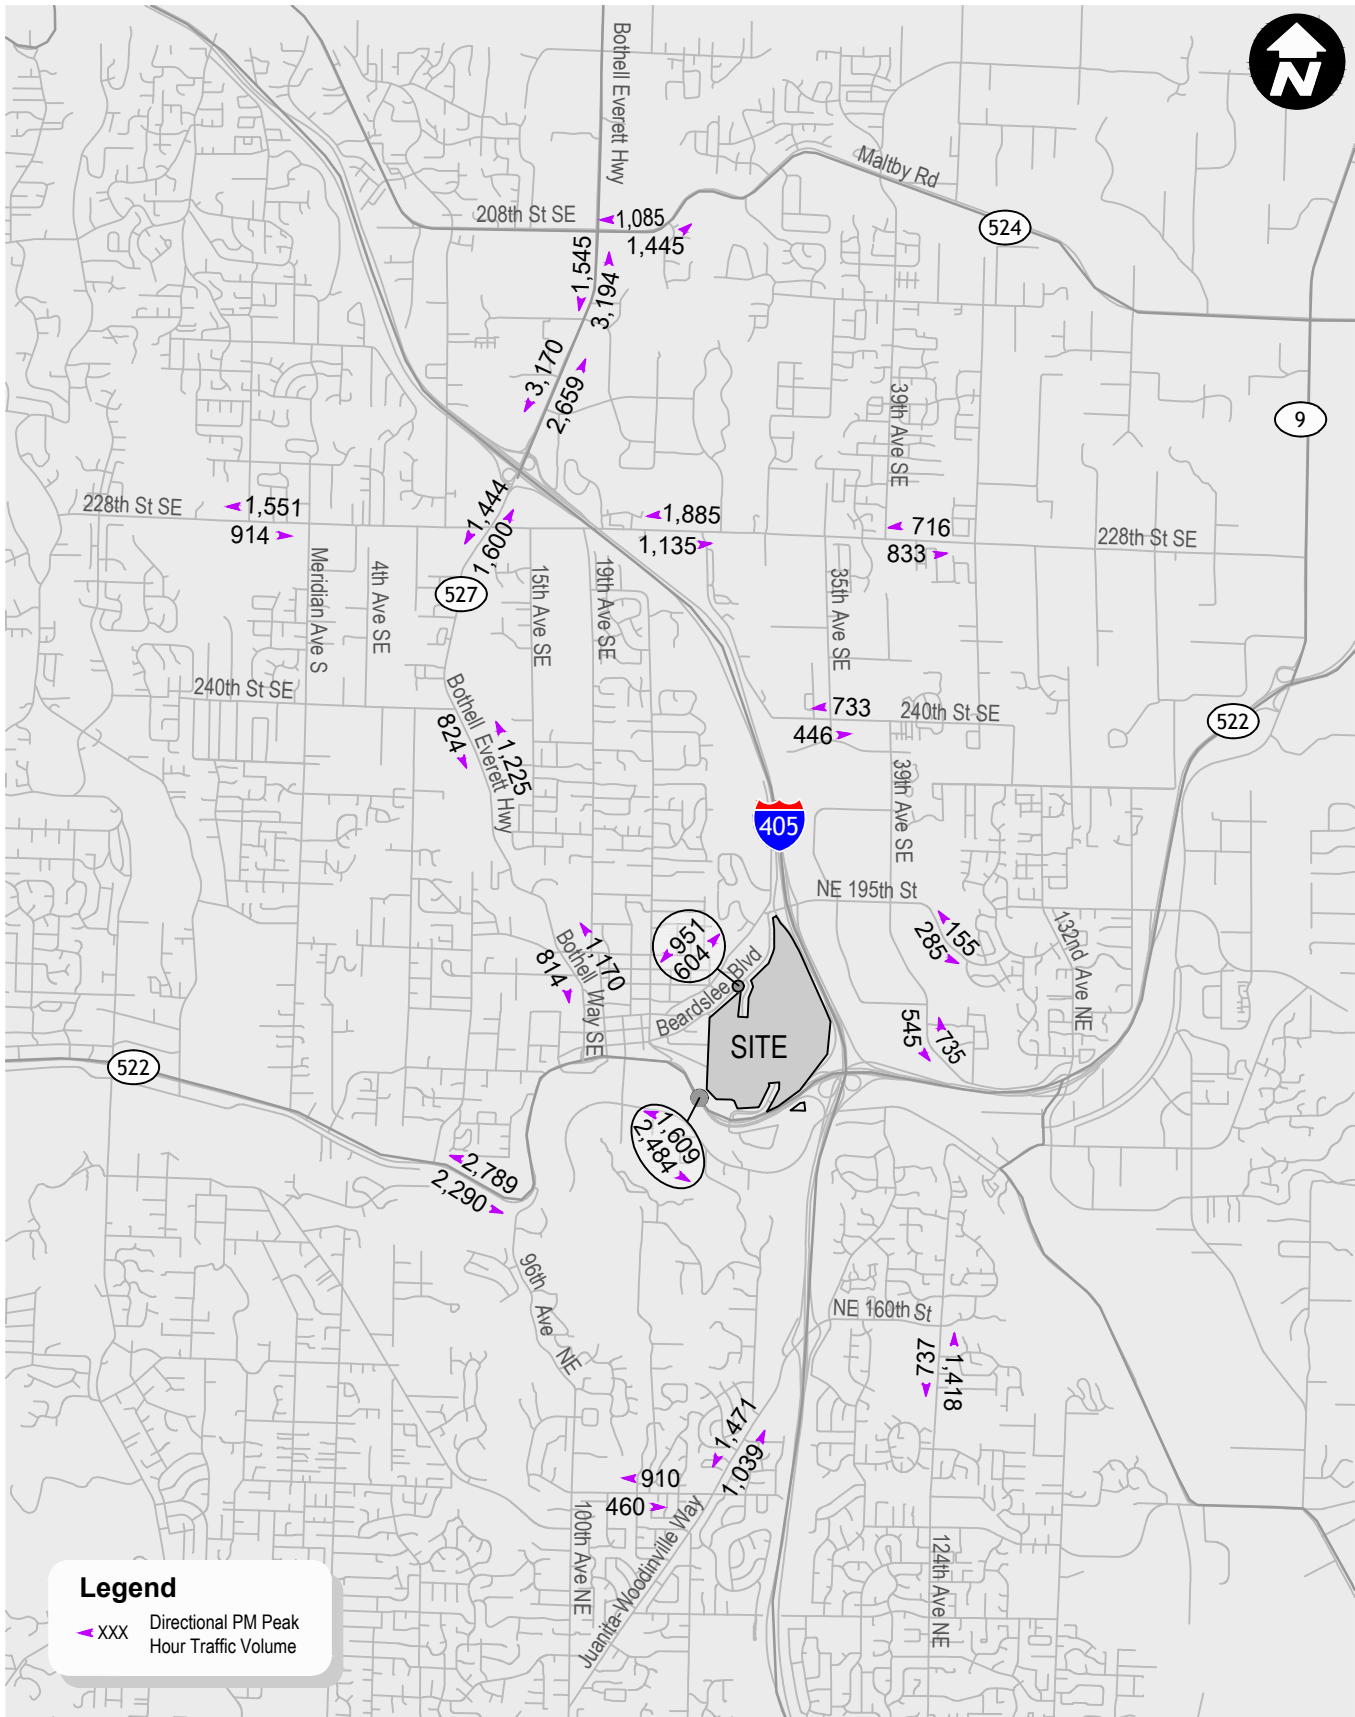 N
Bothell Everett Hwy
Maltby Rd
208th St SE
1,085
1,445
524
1,545
3,194
3,170
2,659
39th Ave SE
9
228th St SE
1,551
914
1,444
1,600
1,885
1,135
716
833
228th St SE
527
Meridian Ave S
4th Ave SE
15th Ave SE
19th Ave SE
35th Ave SE
240th St SE
Bothell Everett Hwy
824
1,225
733
446
240th St SE
522
39th Ave SE
405
NE 195th St
951
604
155
285
132nd Ave NE
1,170
814
Bothell Way SE
Beardslee Blvd
SITE
545
735
522
1,609
2,484
2,789
2,290
96th Ave NE
NE 160th St
737
1,418
1,471
1,039
910
460
100th Ave NE
Juanita-Woodinville Way
124th Ave NE
Legend
XXX Directional PM Peak
Hour Traffic Volume